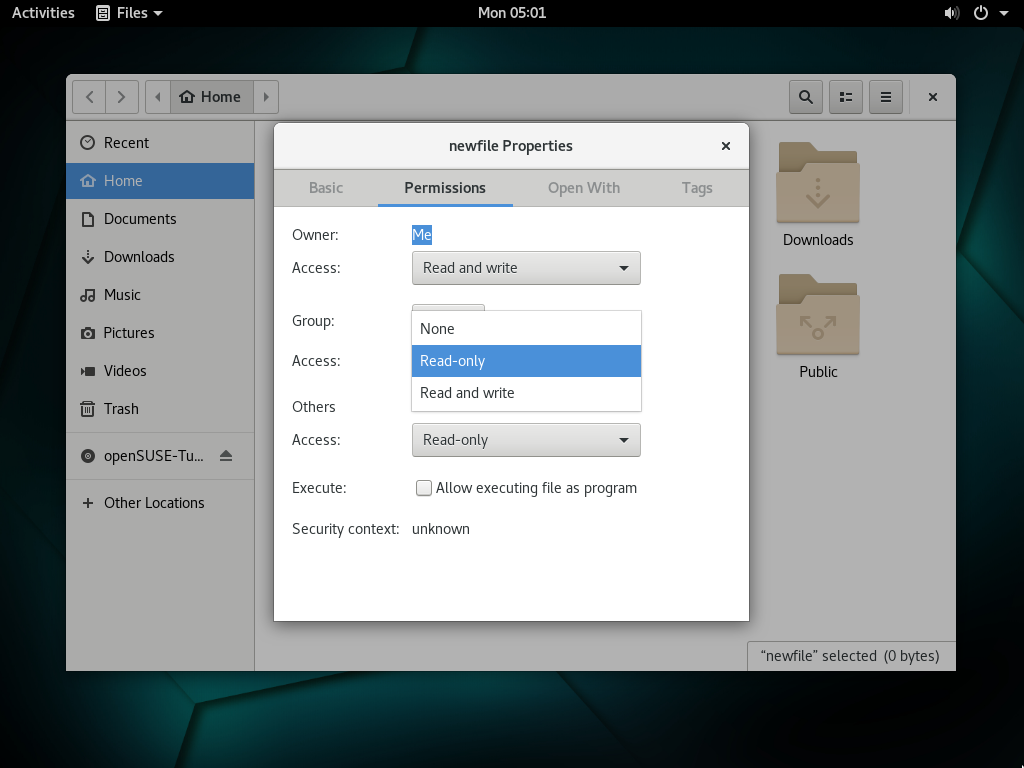 Activities Files Mon 05:01
Home
newfile Properties
Recent
Home
Documents
Downloads
Music
Pictures
Videos
Trash
openSUSE-Tu...
Other Locations
Basic Permissions Open With Tags
Owner: Me
Access: Read and write
Group:
None
Access: Read-only
Read and write
Others
Access: Read-only
Execute: Allow executing file as program
Security context: unknown
Downloads
Public
“newfile” selected (0 bytes)